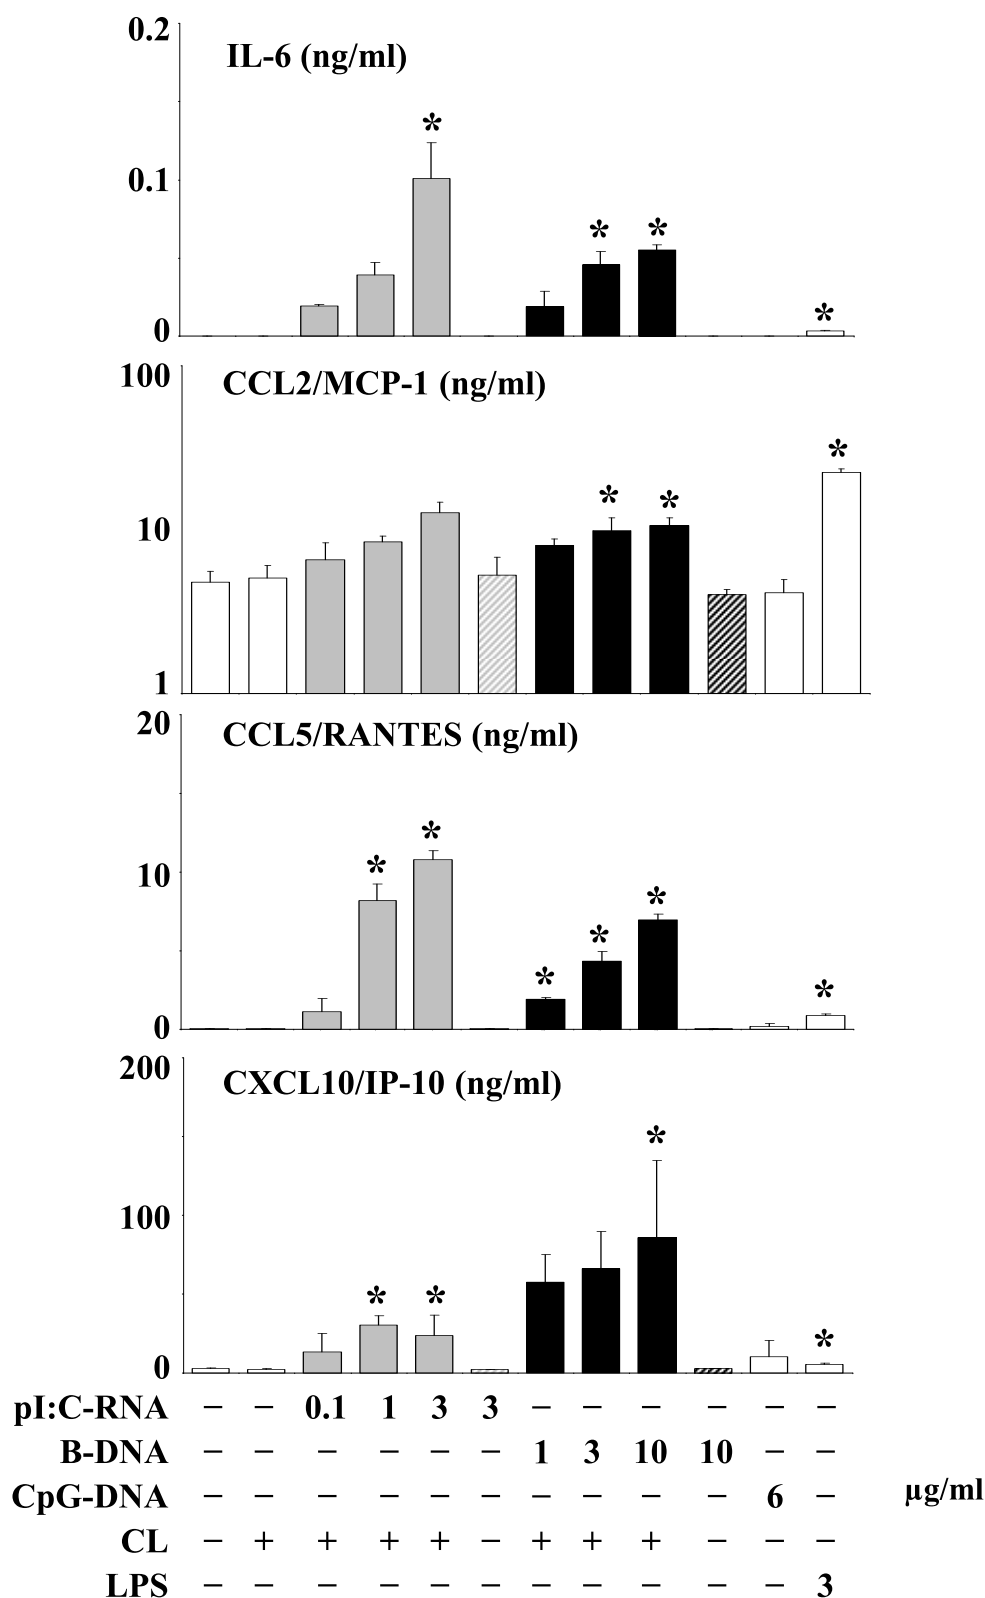 0.2
IL-6 (ng/ml)
*
0.1
* *
*
0
100
CCL2/MCP-1 (ng/ml)
*
* *
10
1
20
CCL5/RANTES (ng/ml)
*
*
10
*
*
*
*
0
200
CXCL10/IP-10 (ng/ml)
*
100
* *
*
0
pI:C-RNA – – 0.1 1 3 3 – – – – – –
B-DNA – – – – – – 1 3 10 10 – –
CpG-DNA – – – – – – – – – – 6 – µg/ml
CL – + + + + – + + + – – –
LPS – – – – – – – – – – – 3